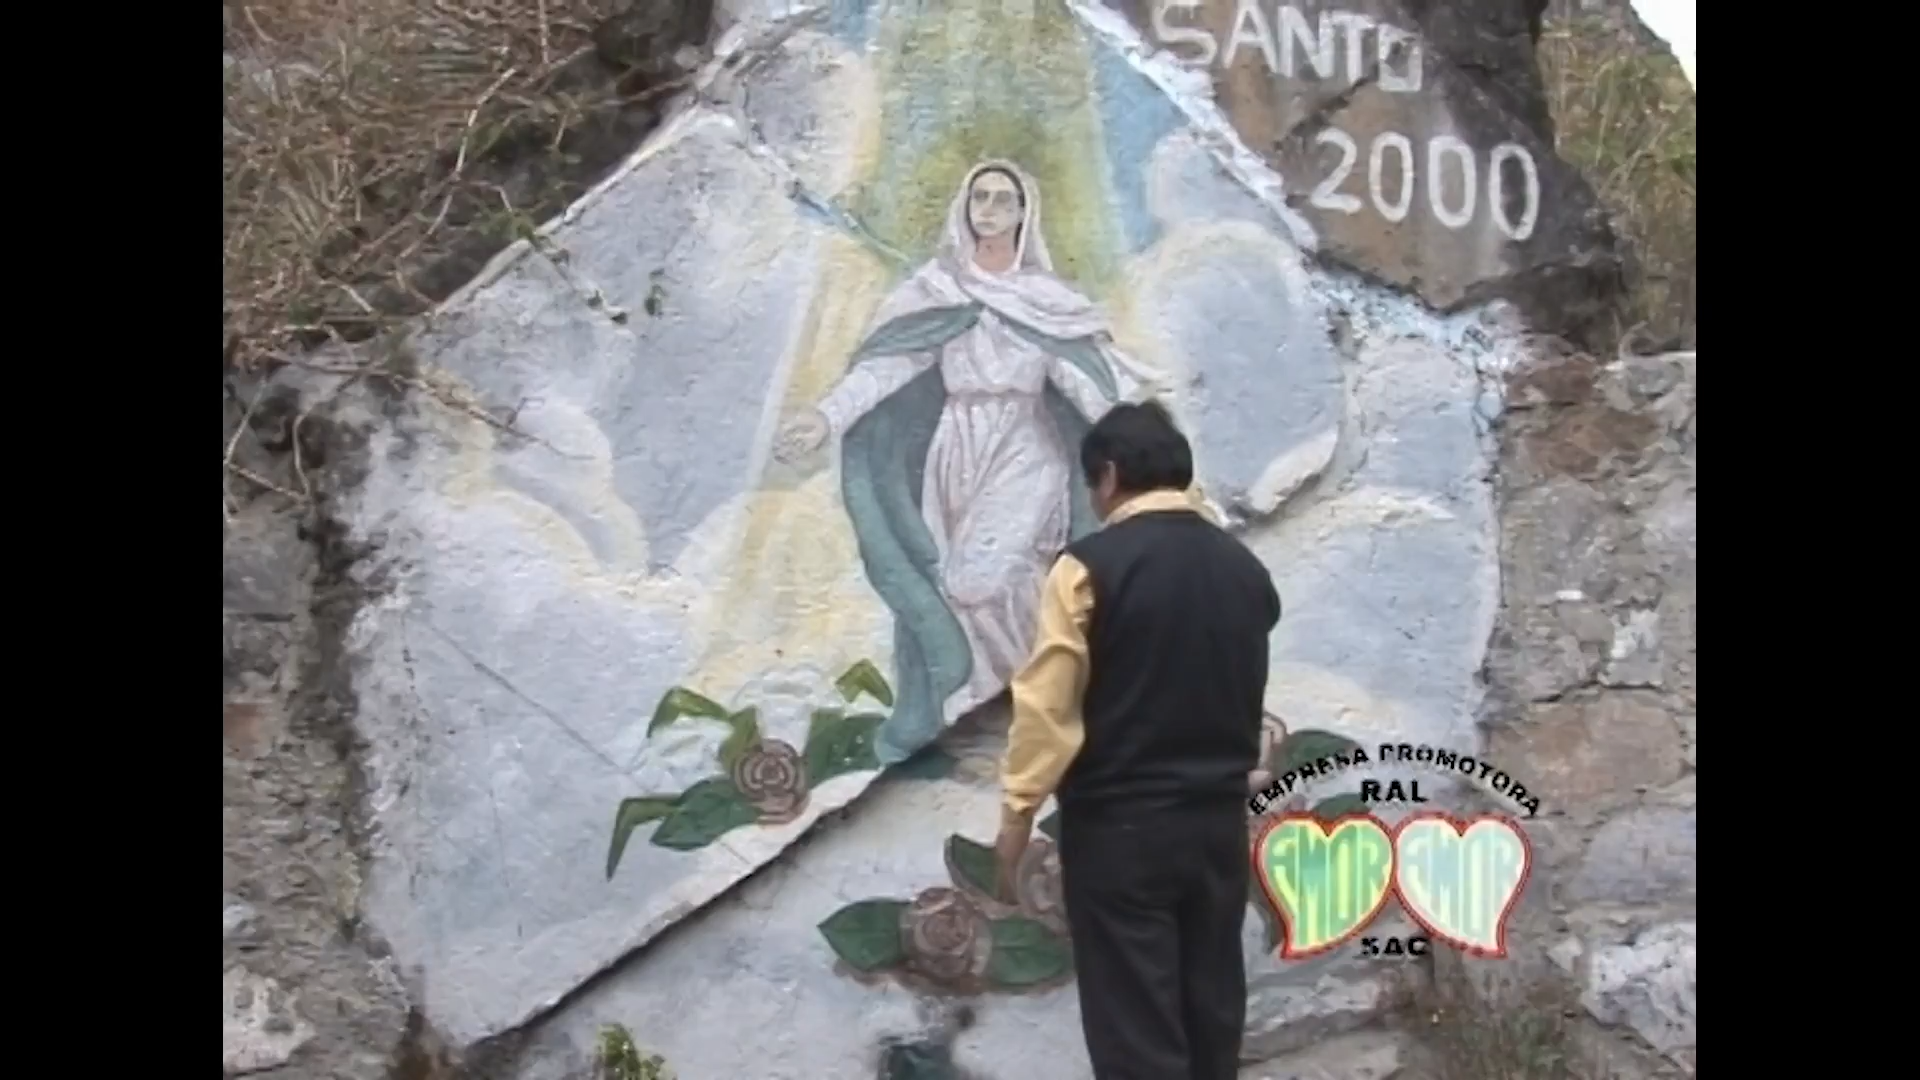 SANTO
2000
EMPRESA PROMOTORA
RAL
AMOR AMOR
SAC